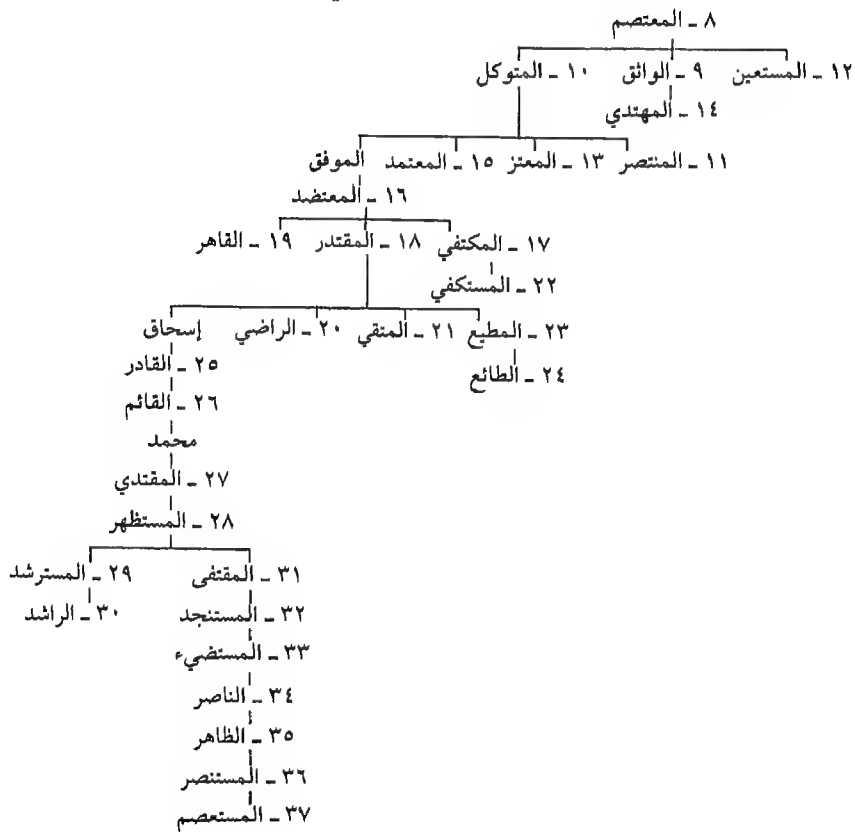 ٨ ـ المعتصم
١٢ ـ المستعين ٩ ـ الواثق ١٠ ـ المتوكل
١٤ ـ المهتدي
١١ ـ المنتصر ١٣ ـ المعتز ١٥ ـ المعتمد الموفق
١٦ ـ المعتضد
١٧ ـ المكتفي ١٨ ـ المقتدر ١٩ ـ القاهر
٢٢ ـ المستكفي
٢٣ ـ المطيع ٢١ ـ المتقي ٢٠ ـ الراضي إسحاق
٢٤ ـ الطائع ٢٥ ـ القادر
٢٦ ـ القائم
محمد
٢٧ ـ المقتدي
٢٨ ـ المستظهر
٣١ ـ المقتفى ٢٩ ـ المسترشد
٣٢ ـ المستنجد ٣٠ ـ الراشد
٣٣ ـ المستضيء
٣٤ ـ الناصر
٣٥ ـ الظاهر
٣٦ ـ المستنصر
٣٧ ـ المستعصم